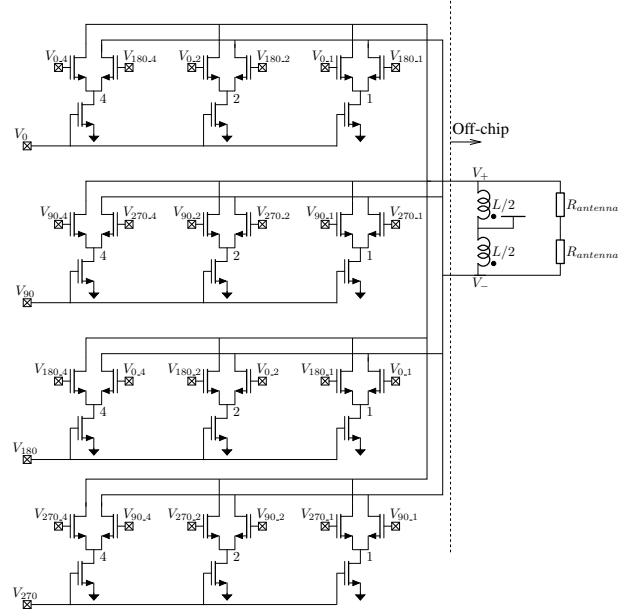 V0_4 V180_4 V0_2 V180_2 V0_1 V180_1
4 2 1
V0
Off-chip
V+
L/2 Rantenna
L/2 Rantenna
V−
V90_4 V270_4 V90_2 V270_2 V90_1 V270_1
4 2 1
V90
V180_4 V0_4 V180_2 V0_2 V180_1 V0_1
4 2 1
V180
V270_4 V90_4 V270_2 V90_2 V270_1 V90_1
4 2 1
V270